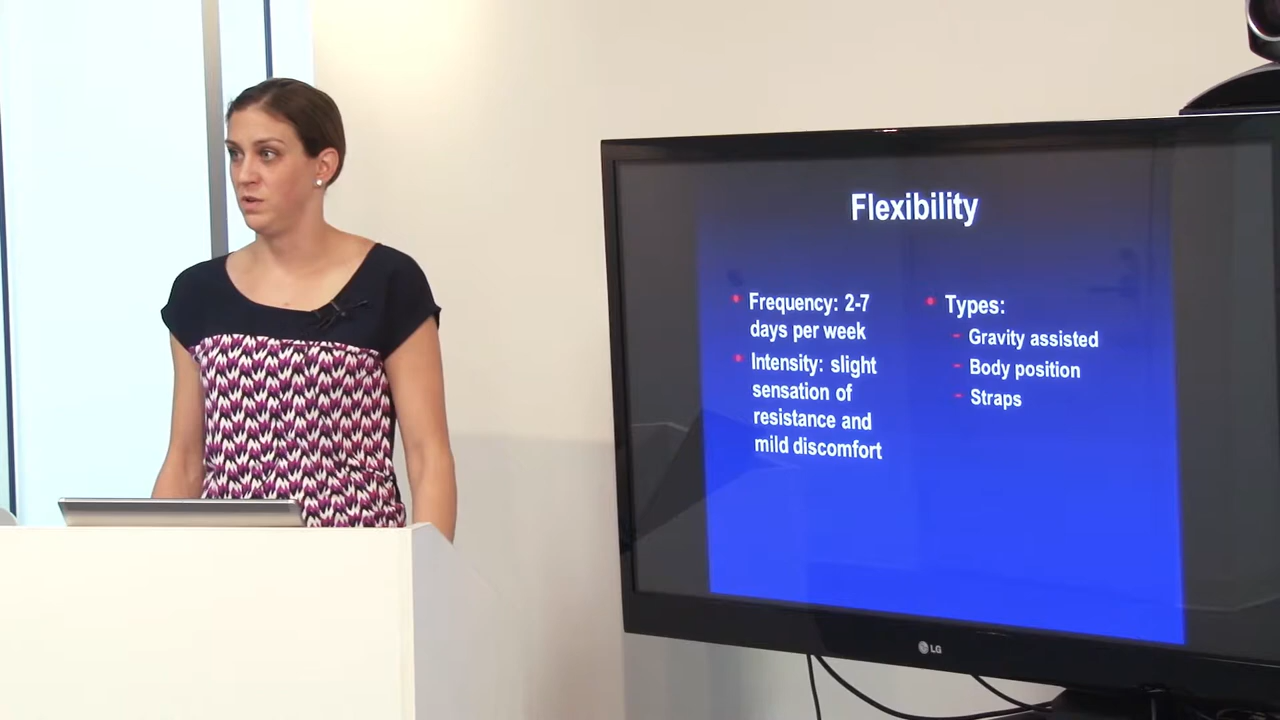 Flexibility
• Frequency: 2-7
days per week
• Intensity: slight
sensation of
resistance and
mild discomfort
• Types:
- Gravity assisted
- Body position
- Straps
LG